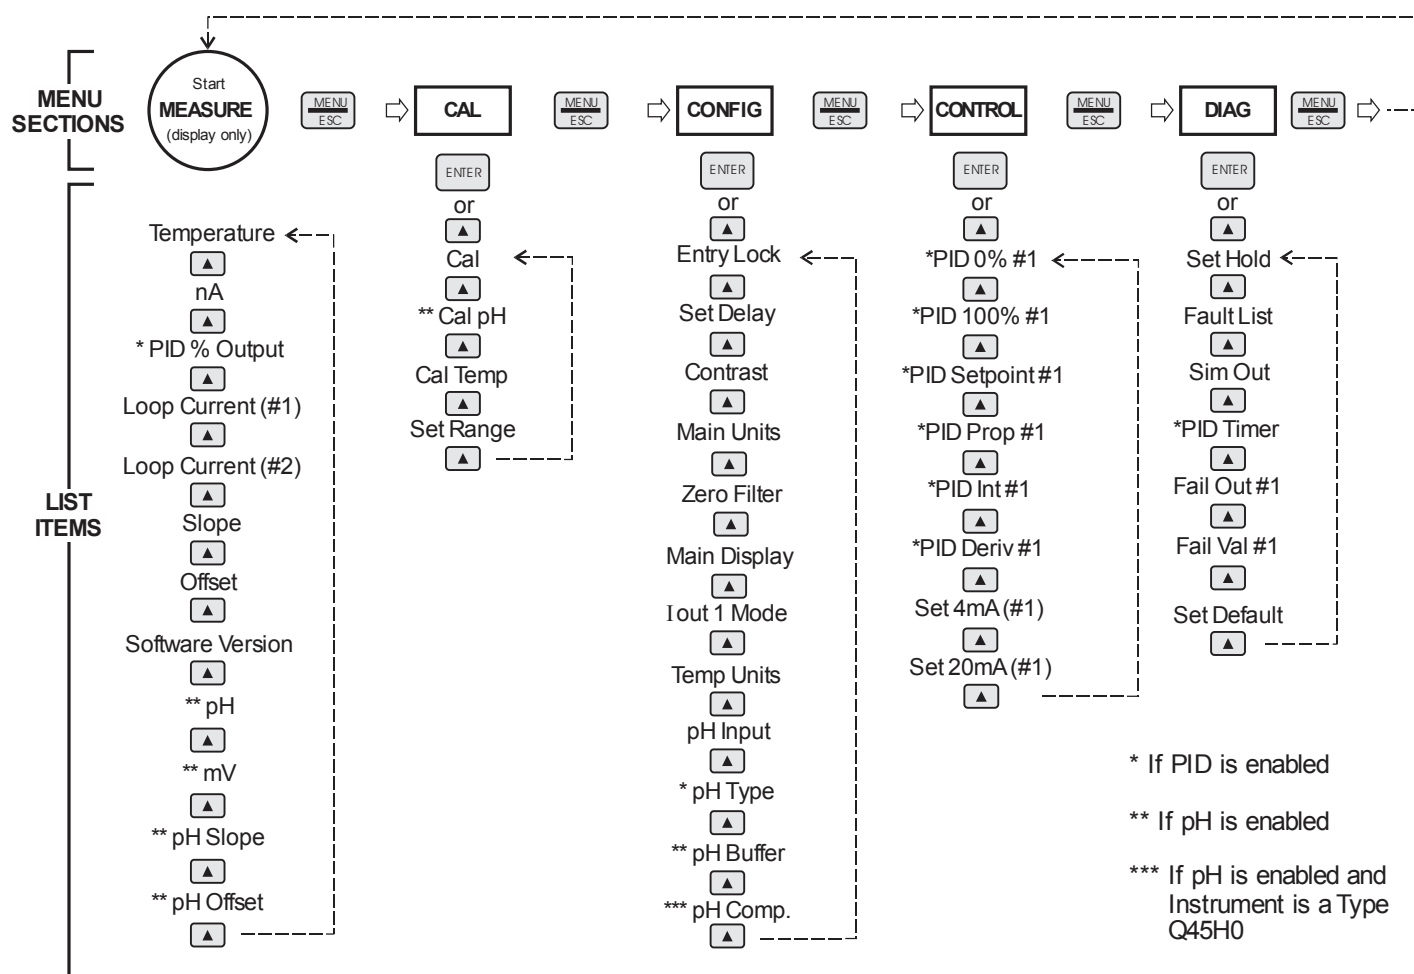 MENU
SECTIONS
Start
MEASURE
(display only)
MENU
ESC
CAL
MENU
ESC
CONFIG
MENU
ESC
CONTROL
MENU
ESC
DIAG
MENU
ESC
LIST
ITEMS
Temperature
nA
* PID % Output
Loop Current (#1)
Loop Current (#2)
Slope
Offset
Software Version
** pH
** mV
** pH Slope
** pH Offset
ENTER
or
Cal
** Cal pH
Cal Temp
Set Range
ENTER
or
Entry Lock
Set Delay
Contrast
Main Units
Zero Filter
Main Display
Iout 1 Mode
Temp Units
pH Input
* pH Type
** pH Buffer
*** pH Comp.
ENTER
or
*PID 0% #1
*PID 100% #1
*PID Setpoint #1
*PID Prop #1
*PID Int #1
*PID Deriv #1
Set 4mA (#1)
Set 20mA (#1)
ENTER
or
Set Hold
Fault List
Sim Out
*PID Timer
Fail Out #1
Fail Val #1
Set Default
* If PID is enabled
** If pH is enabled
*** If pH is enabled and
Instrument is a Type
Q45H0